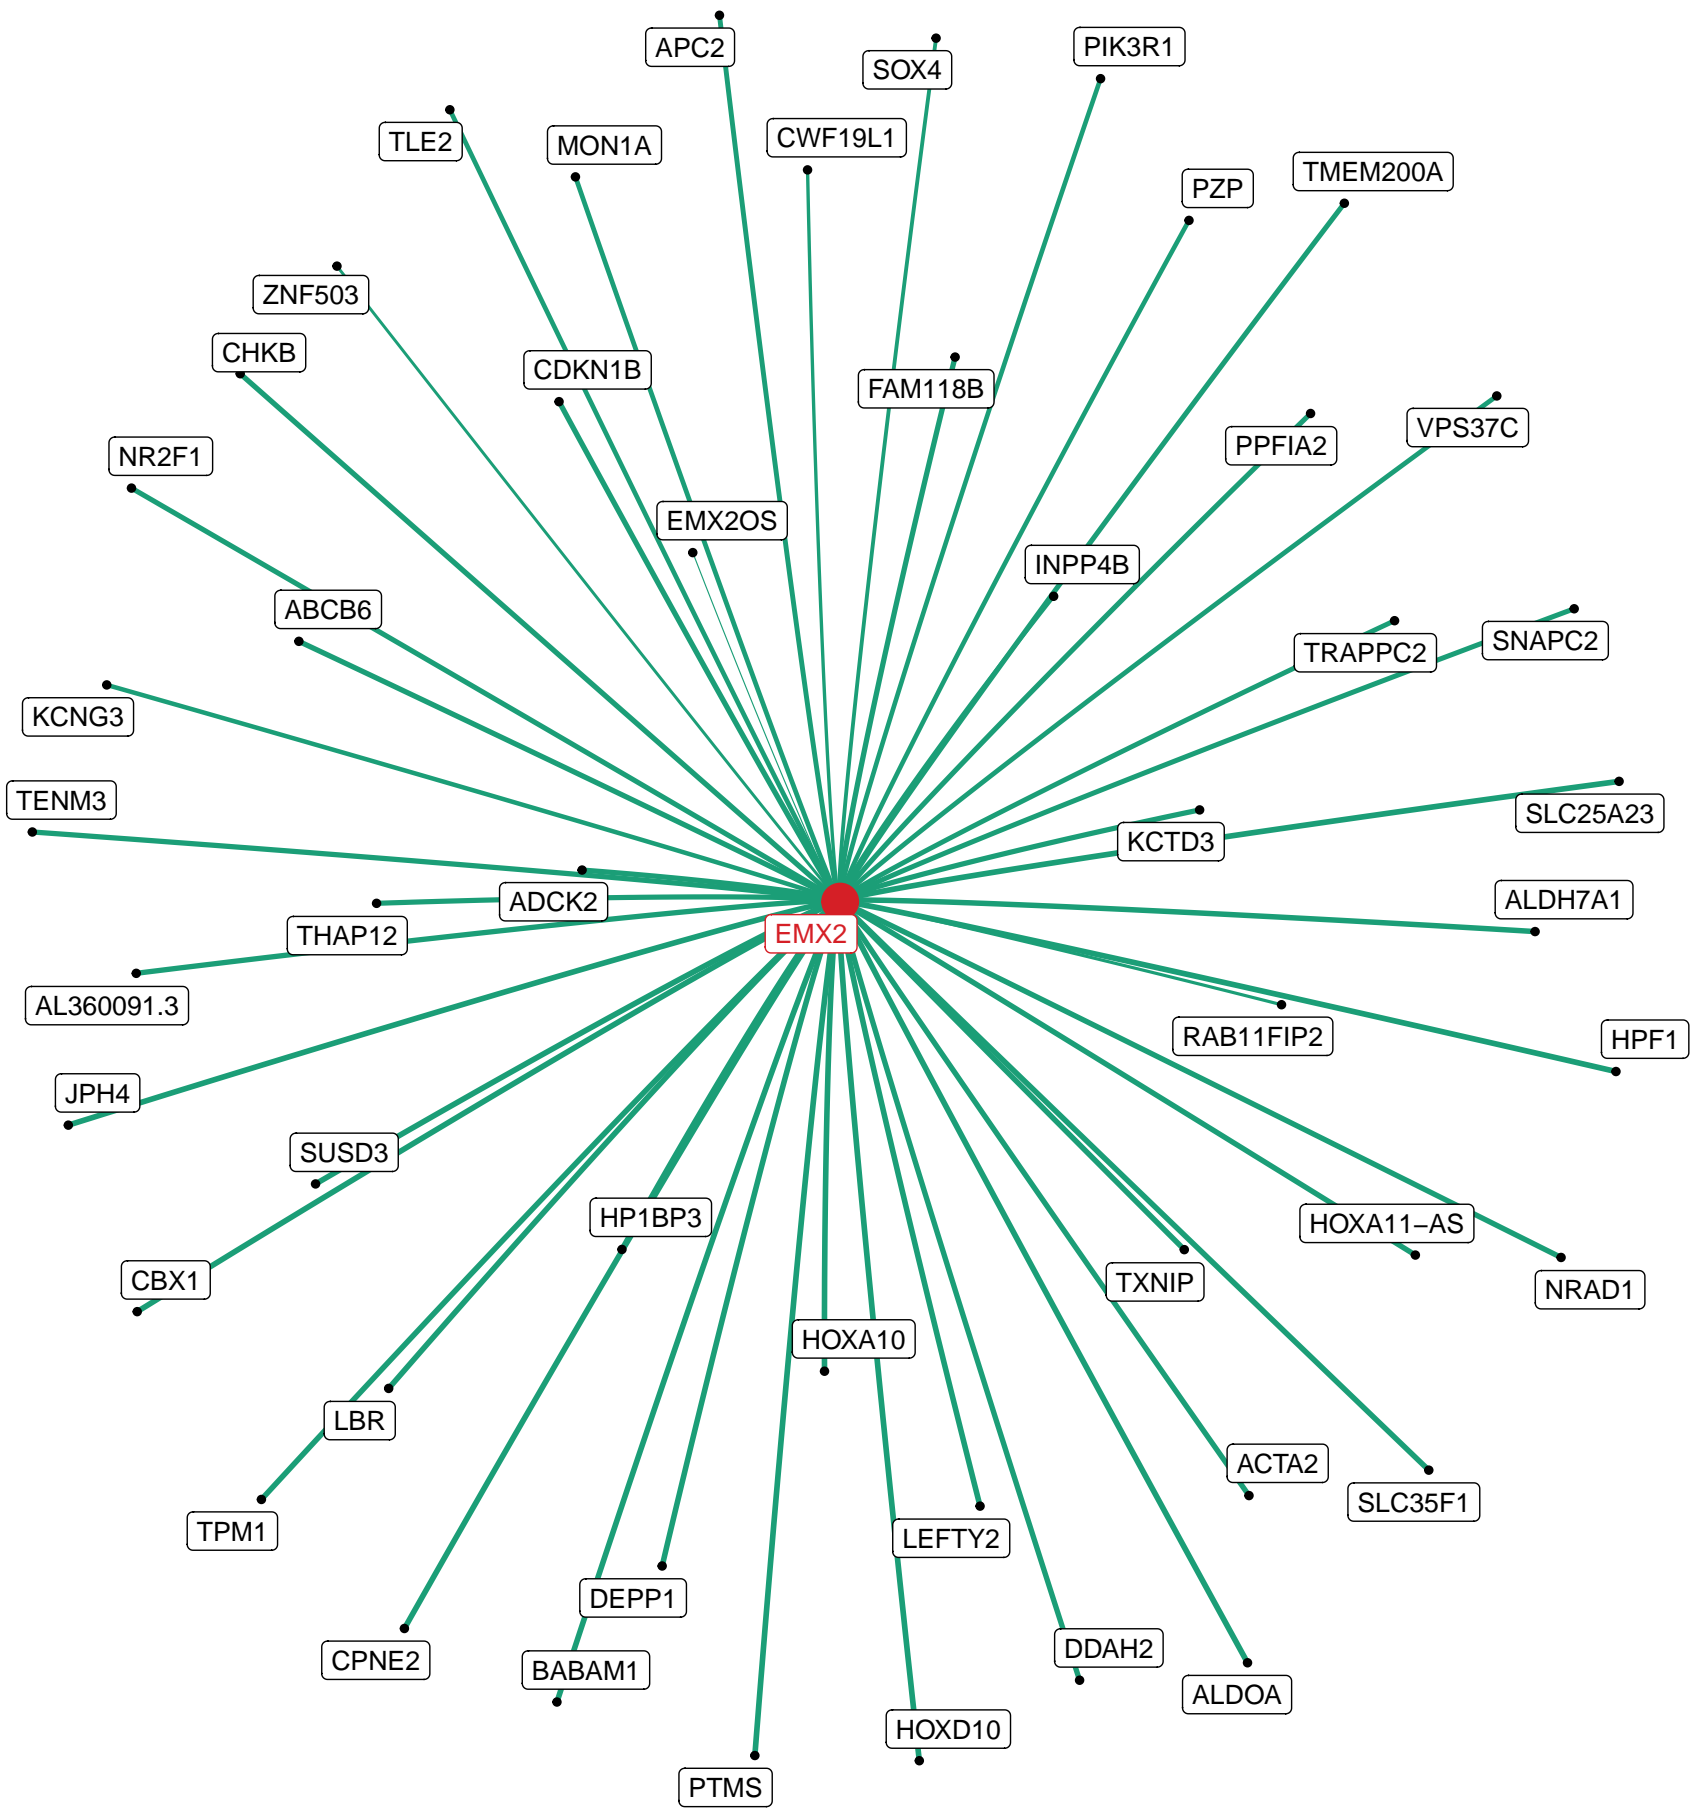 APC2
SOX4
PIK3R1
TLE2
MON1A
CWF19L1
PZP
TMEM200A
ZNF503
CHKB
CDKN1B
FAM118B
PPFIA2
VPS37C
NR2F1
EMX2OS
INPP4B
ABCB6
TRAPPC2
SNAPC2
KCNG3
TENM3
SLC25A23
KCTD3
ADCK2
ALDH7A1
THAP12
EMX2
AL360091.3
RAB11FIP2
HPF1
JPH4
SUSD3
HP1BP3
HOXA11–AS
CBX1
TXNIP
NRAD1
HOXA10
LBR
ACTA2
SLC35F1
TPM1
LEFTY2
DEPP1
CPNE2
BABAM1
DDAH2
ALDOA
HOXD10
PTMS